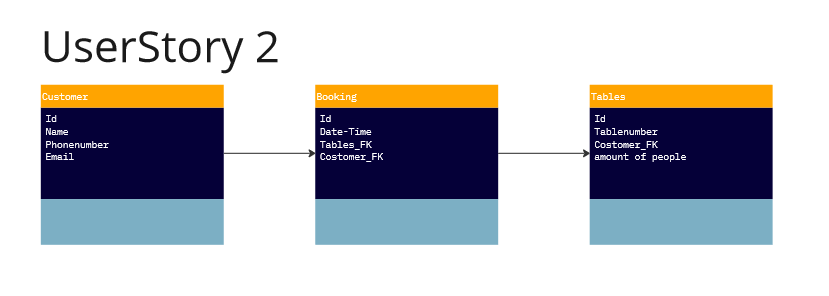 UserStory 2
Customer
Id
Name
Phonenumber
Email
Booking
Id
Date-Time
Tables_FK
Costomer_FK
Tables
Id
Tablenumber
Costomer_FK
amount of people